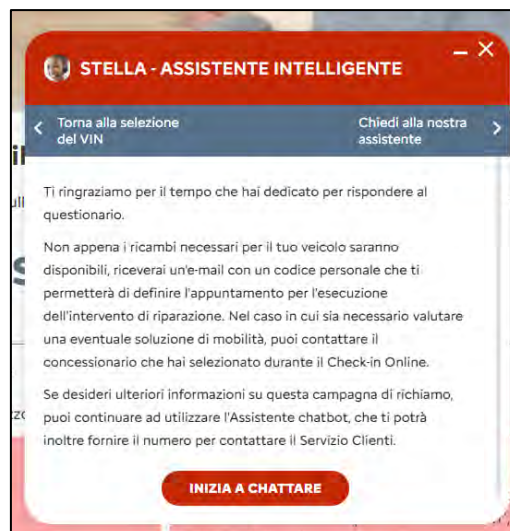 STELLA - ASSISTENTE INTELLIGENTE
Torna alla selezione
del VIN
Chiedi alla nostra
assistente
Ti ringraziamo per il tempo che hai dedicato per rispondere al
questionario.
Non appena i ricambi necessari per il tuo veicolo saranno
disponibili, riceverai un'e-mail con un codice personale che ti
permetterà di definire l'appuntamento per l'esecuzione
dell'intervento di riparazione. Nel caso in cui sia necessario valutare
una eventuale soluzione di mobilità, puoi contattare il
concessionario che hai selezionato durante il Check-in Online.
Se desideri ulteriori informazioni su questa campagna di richiamo,
puoi continuare ad utilizzare l'Assistente chatbot, che ti potrà
inoltre fornire il numero per contattare il Servizio Clienti.
INIZIA A CHATTARE